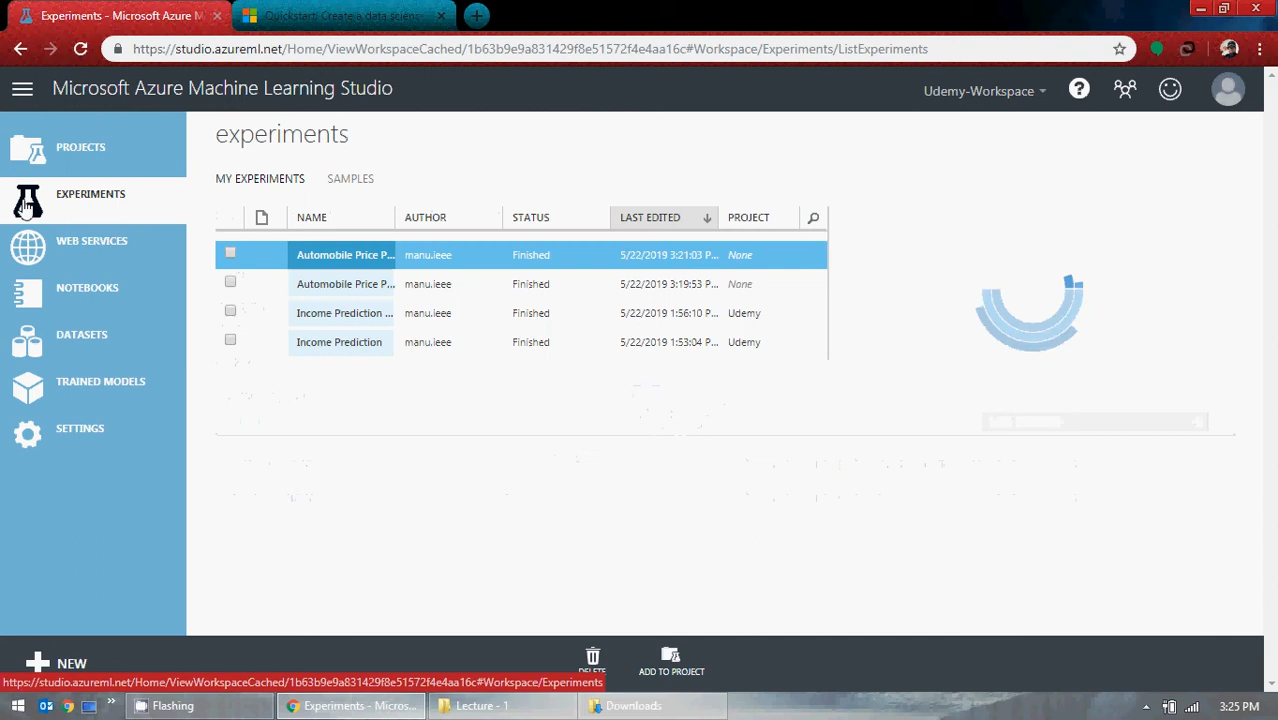 Experiments - Microsoft Azure M
Quickstart: Create a data scienc
https://studio.azureml.net/Home/ViewWorkspaceCached/1b63b9e9a831429f8e51572f4e4aa16c#Workspace/Experiments/ListExperiments
Microsoft Azure Machine Learning Studio
Udemy-Workspace
PROJECTS
EXPERIMENTS
WEB SERVICES
NOTEBOOKS
DATASETS
TRAINED MODELS
SETTINGS
experiments
MY EXPERIMENTS SAMPLES
NAME AUTHOR STATUS LAST EDITED PROJECT
Automobile Price P... manu.ieee Finished 5/22/2019 3:21:03 P... None
Automobile Price P... manu.ieee Finished 5/22/2019 3:19:53 P... None
Income Prediction ... manu.ieee Finished 5/22/2019 1:56:10 P... Udemy
Income Prediction manu.ieee Finished 5/22/2019 1:53:04 P... Udemy
NEW
DELETE
ADD TO PROJECT
https://studio.azureml.net/Home/ViewWorkspaceCached/1b63b9e9a831429f8e51572f4e4aa16c#Workspace/Experiments
Flashing
Experiments - Micros...
Lecture - 1
Downloads
3:25 PM